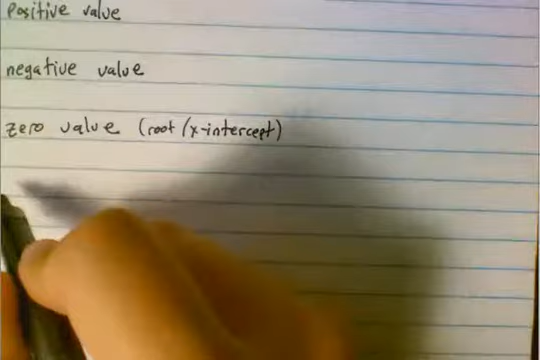 positive value
negative value
zero value (root/x-intercept)